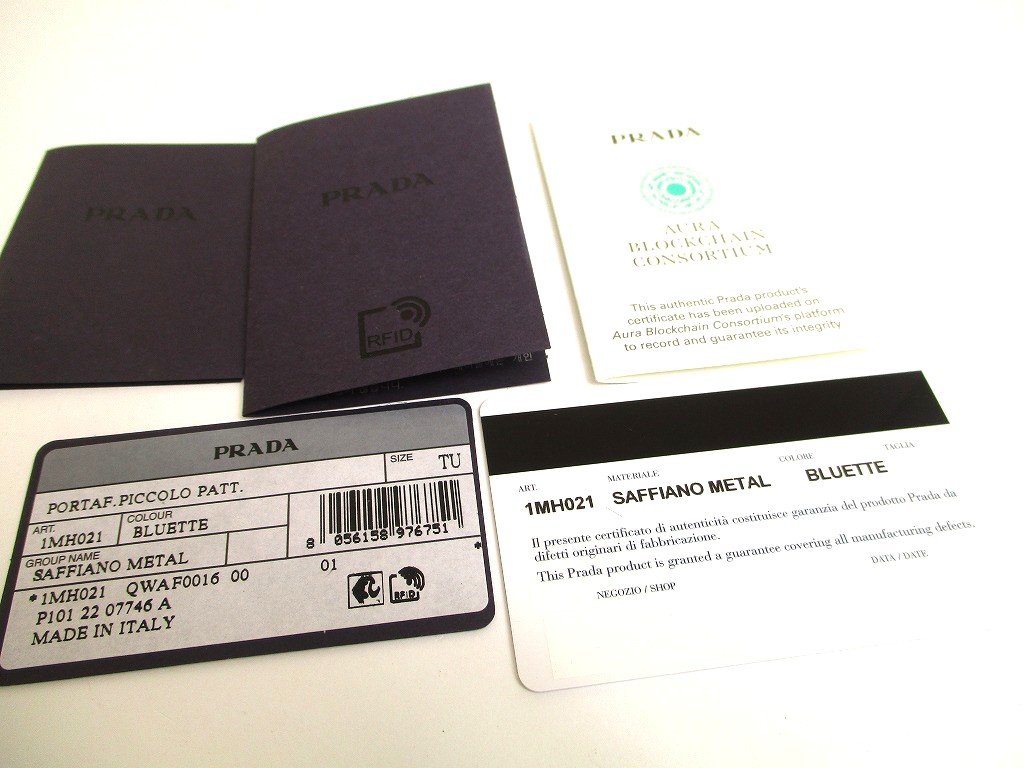 PRADA
PRADA
RFID
PRADA
AURA
BLOCKCHAIN
CONSORTIUM
This authentic Prada product's
certificate has been uploaded on
Aura Blockchain Consortium's platform
to record and guarantee its integrity
PRADA
PORTAF.PICCOLO PATT.
SIZE TU
ART. 1MH021
COLOUR BLUETTE
GROUP NAME
SAFFIANO METAL
8 056158 976751
*1MH021 QWAF0016 00 01 *
P101 22 07746 A
MADE IN ITALY
RFID
ART. MATERIALE COLORE TAGLIA
1MH021 SAFFIANO METAL BLUETTE
Il presente certificato di autenticità costituisce garanzia del prodotto Prada da
difetti originari di fabbricazione.
This Prada product is granted a guarantee covering all manufacturing defects.
NEGOZIO / SHOP DATA / DATE